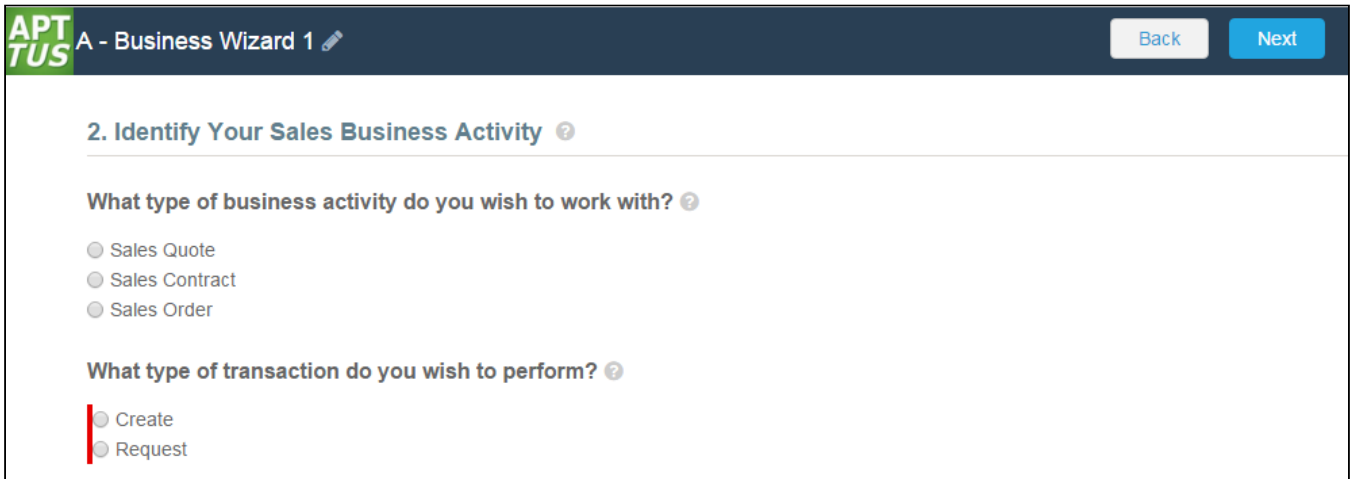 APT
TUS
A - Business Wizard 1
Back
Next
2. Identify Your Sales Business Activity ?
What type of business activity do you wish to work with? ?
Sales Quote
Sales Contract
Sales Order
What type of transaction do you wish to perform? ?
Create
Request